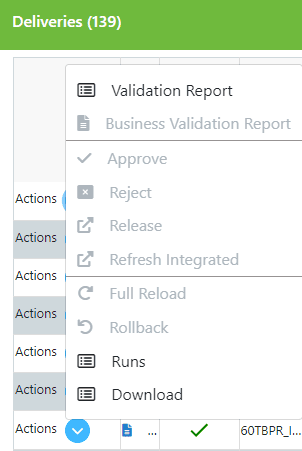 Deliveries (139)
Validation Report
Business Validation Report
Approve
Reject
Actions
Release
Actions
Refresh Integrated
Actions
Full Reload
Actions
Rollback
Actions
Runs
Actions
Download
Actions ... 60TBPR_I...